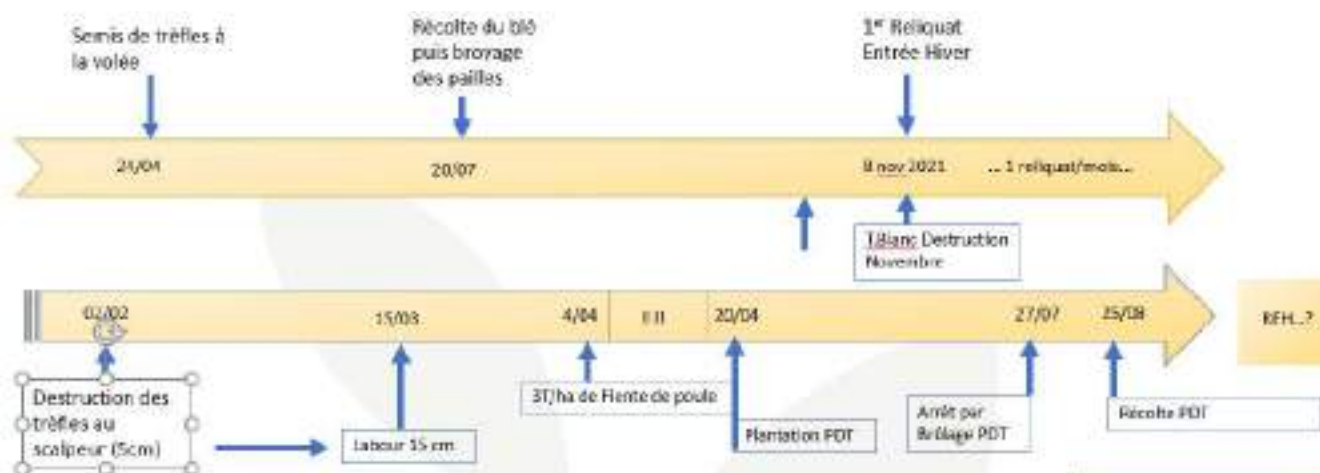 Semis de trèfles à
la volée
Récolte du blé
puis broyage
des pailles
1er Reliquat
Entrée Hiver
24/04
20/07
8 nov 2021
... 1 reliquat/mois...
T.Blanc Destruction
Novembre
02/02
15/03
4/04
II II
20/04
27/07
25/08
REH...?
Destruction des
trèfles au
scalpeur (5cm)
Labour 15 cm
3T/ha de Fiente de poule
Plantation PDT
Arrêt par
Brûlage PDT
Récolte PDT